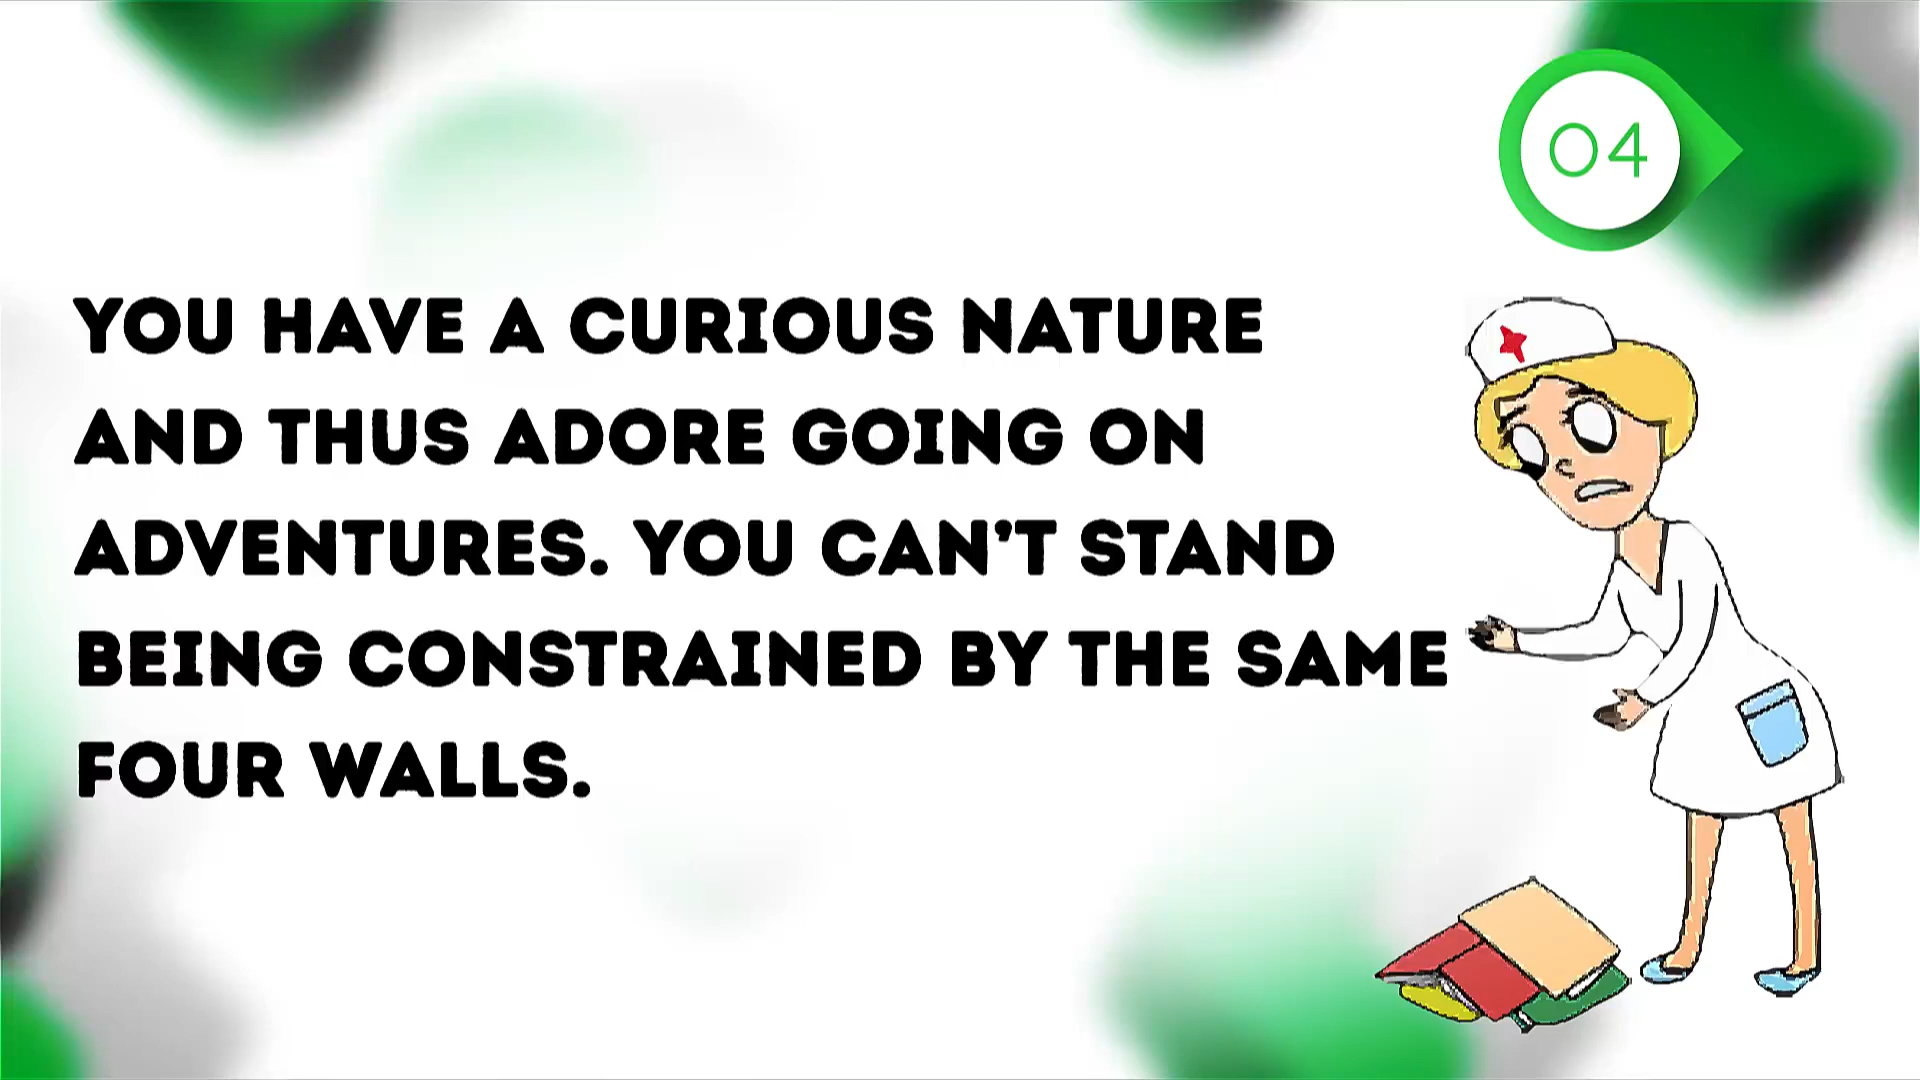 04
YOU HAVE A CURIOUS NATURE
AND THUS ADORE GOING ON
ADVENTURES. YOU CAN'T STAND
BEING CONSTRAINED BY THE SAME
FOUR WALLS.